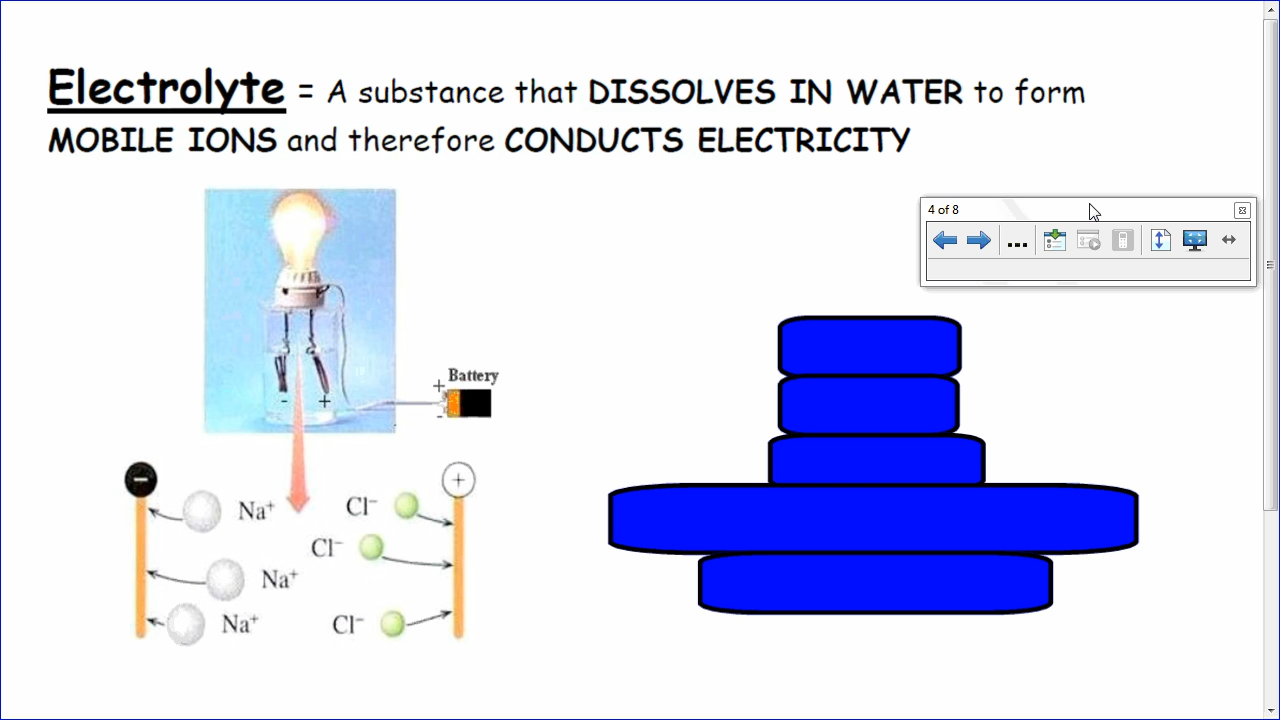 Electrolyte = A substance that DISSOLVES IN WATER to form
MOBILE IONS and therefore CONDUCTS ELECTRICITY
4 of 8
...
Battery
+
-
- +
- +
Na⁺ Cl⁻
Cl⁻
Na⁺
Na⁺ Cl⁻